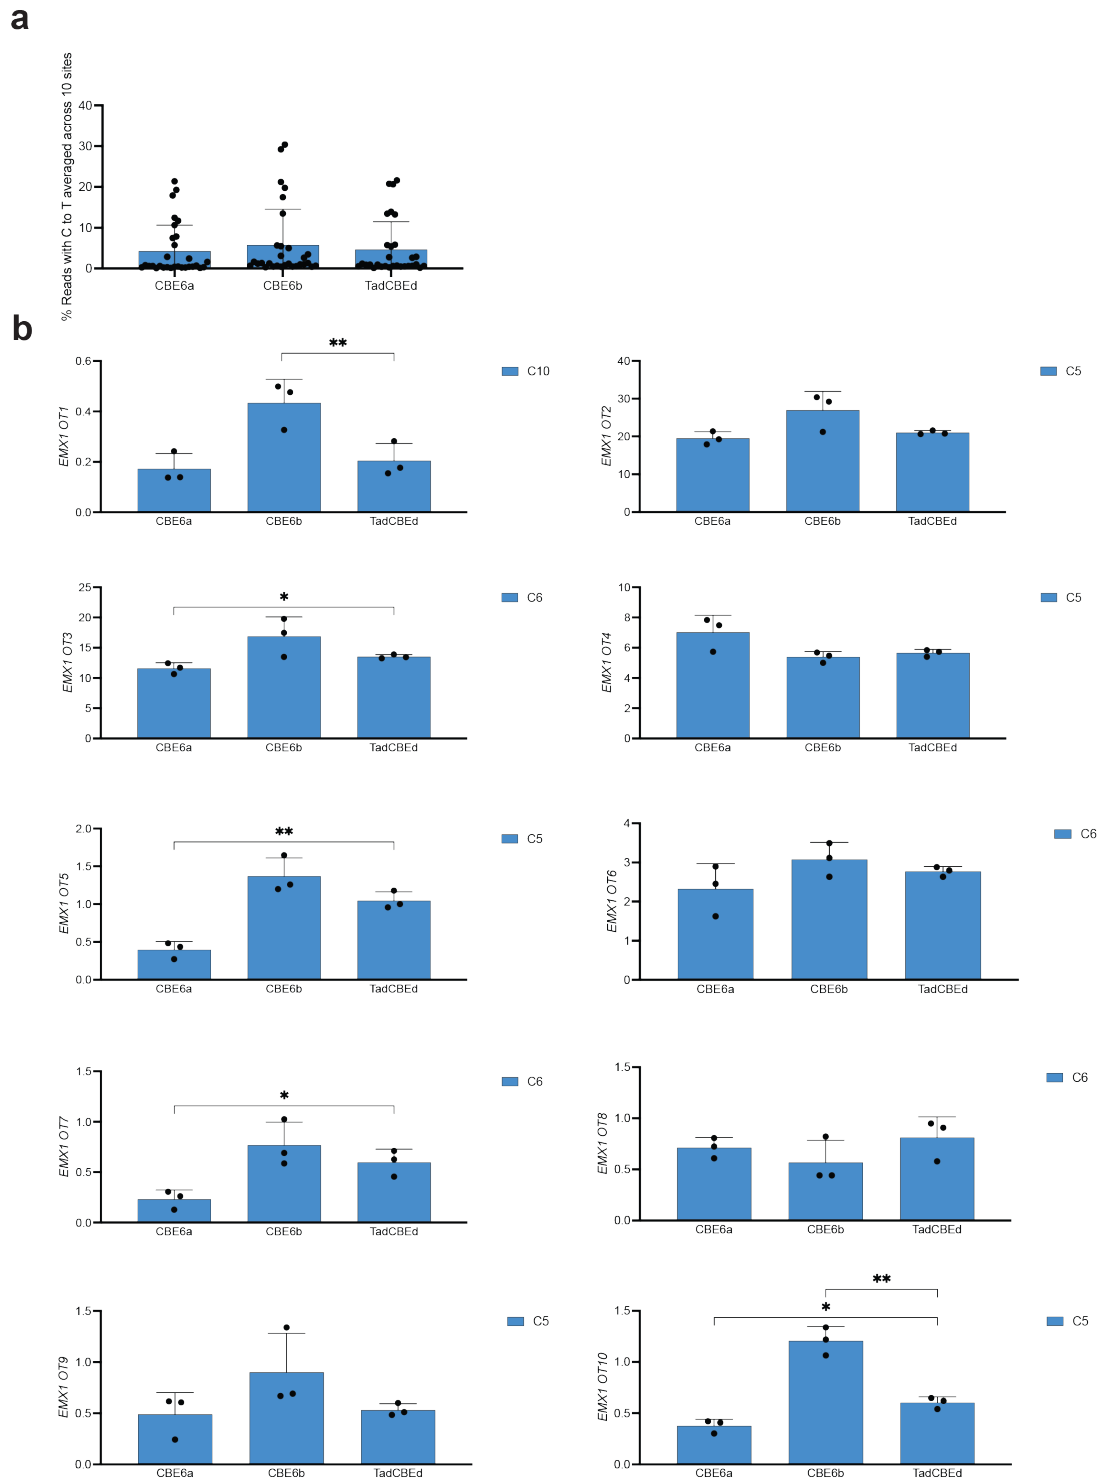 a
% Reads with C to T averaged across 10 sites
40
30
20
10
0
CBE6a CBE6b TadCBEd
b
EMX1 OT1
0.6
0.4
0.2
0.0
**
CBE6a CBE6b TadCBEd
C10
EMX1 OT2
40
30
20
10
0
CBE6a CBE6b TadCBEd
C5
EMX1 OT3
25
20
15
10
5
0
*
CBE6a CBE6b TadCBEd
C6
EMX1 OT4
10
8
6
4
2
0
CBE6a CBE6b TadCBEd
C5
EMX1 OT5
2.0
1.5
1.0
0.5
0.0
**
CBE6a CBE6b TadCBEd
C5
EMX1 OT6
4
3
2
1
0
CBE6a CBE6b TadCBEd
C6
EMX1 OT7
1.5
1.0
0.5
0.0
*
CBE6a CBE6b TadCBEd
C6
EMX1 OT8
1.5
1.0
0.5
0.0
CBE6a CBE6b TadCBEd
C6
EMX1 OT9
1.5
1.0
0.5
0.0
CBE6a CBE6b TadCBEd
C5
EMX1 OT10
1.5
1.0
0.5
0.0
**
*
CBE6a CBE6b TadCBEd
C5